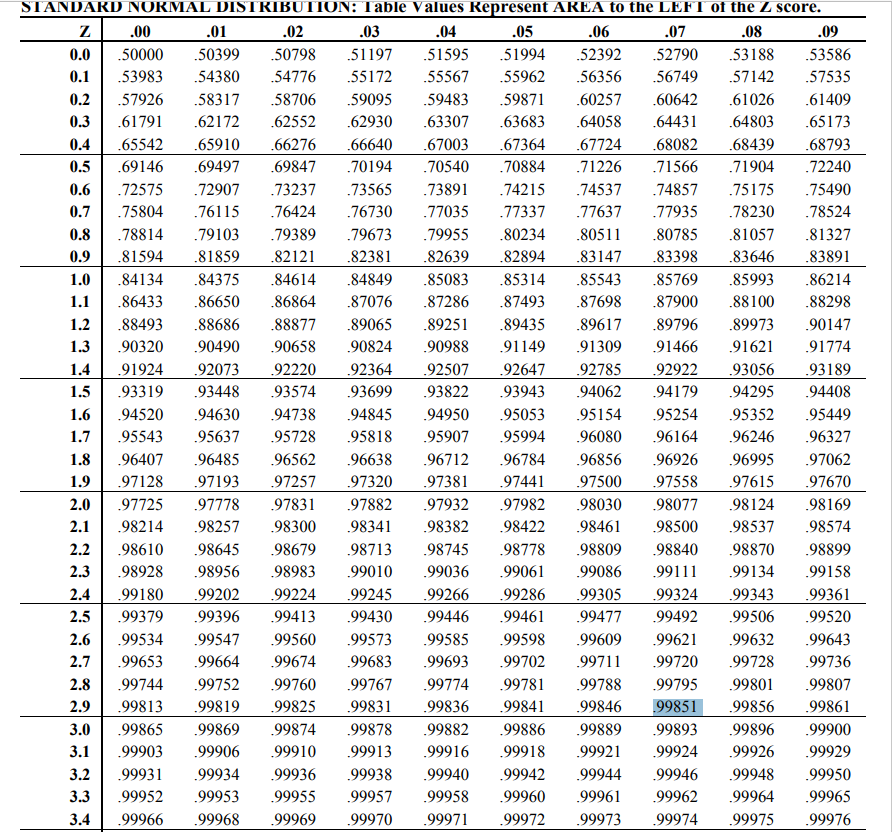 STANDARD NORMAL DISTRIBUTION: Table Values Represent AREA to the LEFT of the Z score.
Z .00 .01 .02 .03 .04 .05 .06 .07 .08 .09
0.0 .50000 .50399 .50798 .51197 .51595 .51994 .52392 .52790 .53188 .53586
0.1 .53983 .54380 .54776 .55172 .55567 .55962 .56356 .56749 .57142 .57535
0.2 .57926 .58317 .58706 .59095 .59483 .59871 .60257 .60642 .61026 .61409
0.3 .61791 .62172 .62552 .62930 .63307 .63683 .64058 .64431 .64803 .65173
0.4 .65542 .65910 .66276 .66640 .67003 .67364 .67724 .68082 .68439 .68793
0.5 .69146 .69497 .69847 .70194 .70540 .70884 .71226 .71566 .71904 .72240
0.6 .72575 .72907 .73237 .73565 .73891 .74215 .74537 .74857 .75175 .75490
0.7 .75804 .76115 .76424 .76730 .77035 .77337 .77637 .77935 .78230 .78524
0.8 .78814 .79103 .79389 .79673 .79955 .80234 .80511 .80785 .81057 .81327
0.9 .81594 .81859 .82121 .82381 .82639 .82894 .83147 .83398 .83646 .83891
1.0 .84134 .84375 .84614 .84849 .85083 .85314 .85543 .85769 .85993 .86214
1.1 .86433 .86650 .86864 .87076 .87286 .87493 .87698 .87900 .88100 .88298
1.2 .88493 .88686 .88877 .89065 .89251 .89435 .89617 .89796 .89973 .90147
1.3 .90320 .90490 .90658 .90824 .90988 .91149 .91309 .91466 .91621 .91774
1.4 .91924 .92073 .92220 .92364 .92507 .92647 .92785 .92922 .93056 .93189
1.5 .93319 .93448 .93574 .93699 .93822 .93943 .94062 .94179 .94295 .94408
1.6 .94520 .94630 .94738 .94845 .94950 .95053 .95154 .95254 .95352 .95449
1.7 .95543 .95637 .95728 .95818 .95907 .95994 .96080 .96164 .96246 .96327
1.8 .96407 .96485 .96562 .96638 .96712 .96784 .96856 .96926 .96995 .97062
1.9 .97128 .97193 .97257 .97320 .97381 .97441 .97500 .97558 .97615 .97670
2.0 .97725 .97778 .97831 .97882 .97932 .97982 .98030 .98077 .98124 .98169
2.1 .98214 .98257 .98300 .98341 .98382 .98422 .98461 .98500 .98537 .98574
2.2 .98610 .98645 .98679 .98713 .98745 .98778 .98809 .98840 .98870 .98899
2.3 .98928 .98956 .98983 .99010 .99036 .99061 .99086 .99111 .99134 .99158
2.4 .99180 .99202 .99224 .99245 .99266 .99286 .99305 .99324 .99343 .99361
2.5 .99379 .99396 .99413 .99430 .99446 .99461 .99477 .99492 .99506 .99520
2.6 .99534 .99547 .99560 .99573 .99585 .99598 .99609 .99621 .99632 .99643
2.7 .99653 .99664 .99674 .99683 .99693 .99702 .99711 .99720 .99728 .99736
2.8 .99744 .99752 .99760 .99767 .99774 .99781 .99788 .99795 .99801 .99807
2.9 .99813 .99819 .99825 .99831 .99836 .99841 .99846 .99851 .99856 .99861
3.0 .99865 .99869 .99874 .99878 .99882 .99886 .99889 .99893 .99896 .99900
3.1 .99903 .99906 .99910 .99913 .99916 .99918 .99921 .99924 .99926 .99929
3.2 .99931 .99934 .99936 .99938 .99940 .99942 .99944 .99946 .99948 .99950
3.3 .99952 .99953 .99955 .99957 .99958 .99960 .99961 .99962 .99964 .99965
3.4 .99966 .99968 .99969 .99970 .99971 .99972 .99973 .99974 .99975 .99976